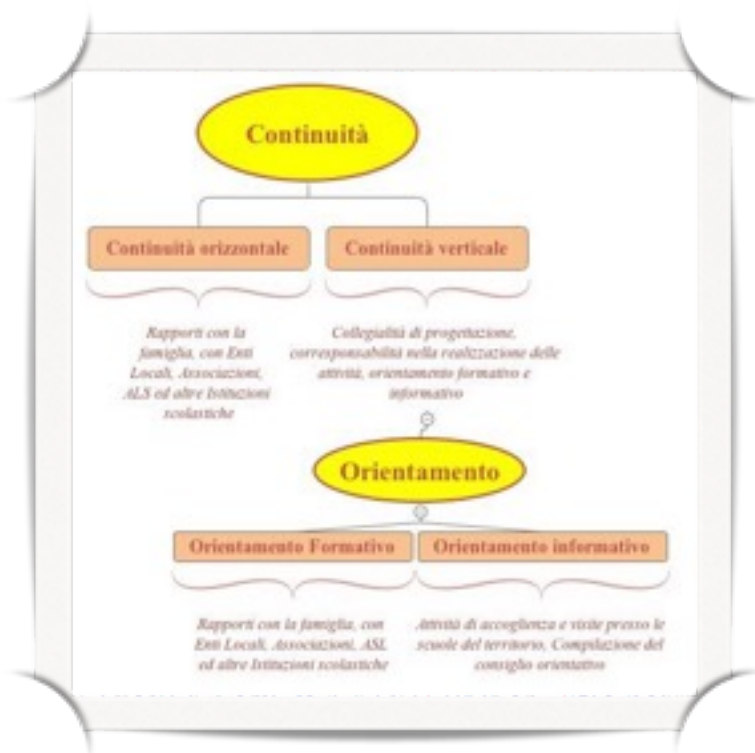 Continuità
Continuità orizzontale
Continuità verticale
Rapporti con la
famiglia, con Enti
Locali, Associazioni,
ALS ed altre Istituzioni
scolastiche
Collegialità di progettazione,
corresponsabilità nella realizzazione delle
attività, orientamento formativo e
informativo
Orientamento
Orientamento Formativo
Orientamento informativo
Rapporti con la famiglia, con
Enti Locali, Associazioni, ASL
ed altre Istituzioni scolastiche
Attività di accoglienza e visite presso le
scuole del territorio, Compilazione del
consiglio orientativo